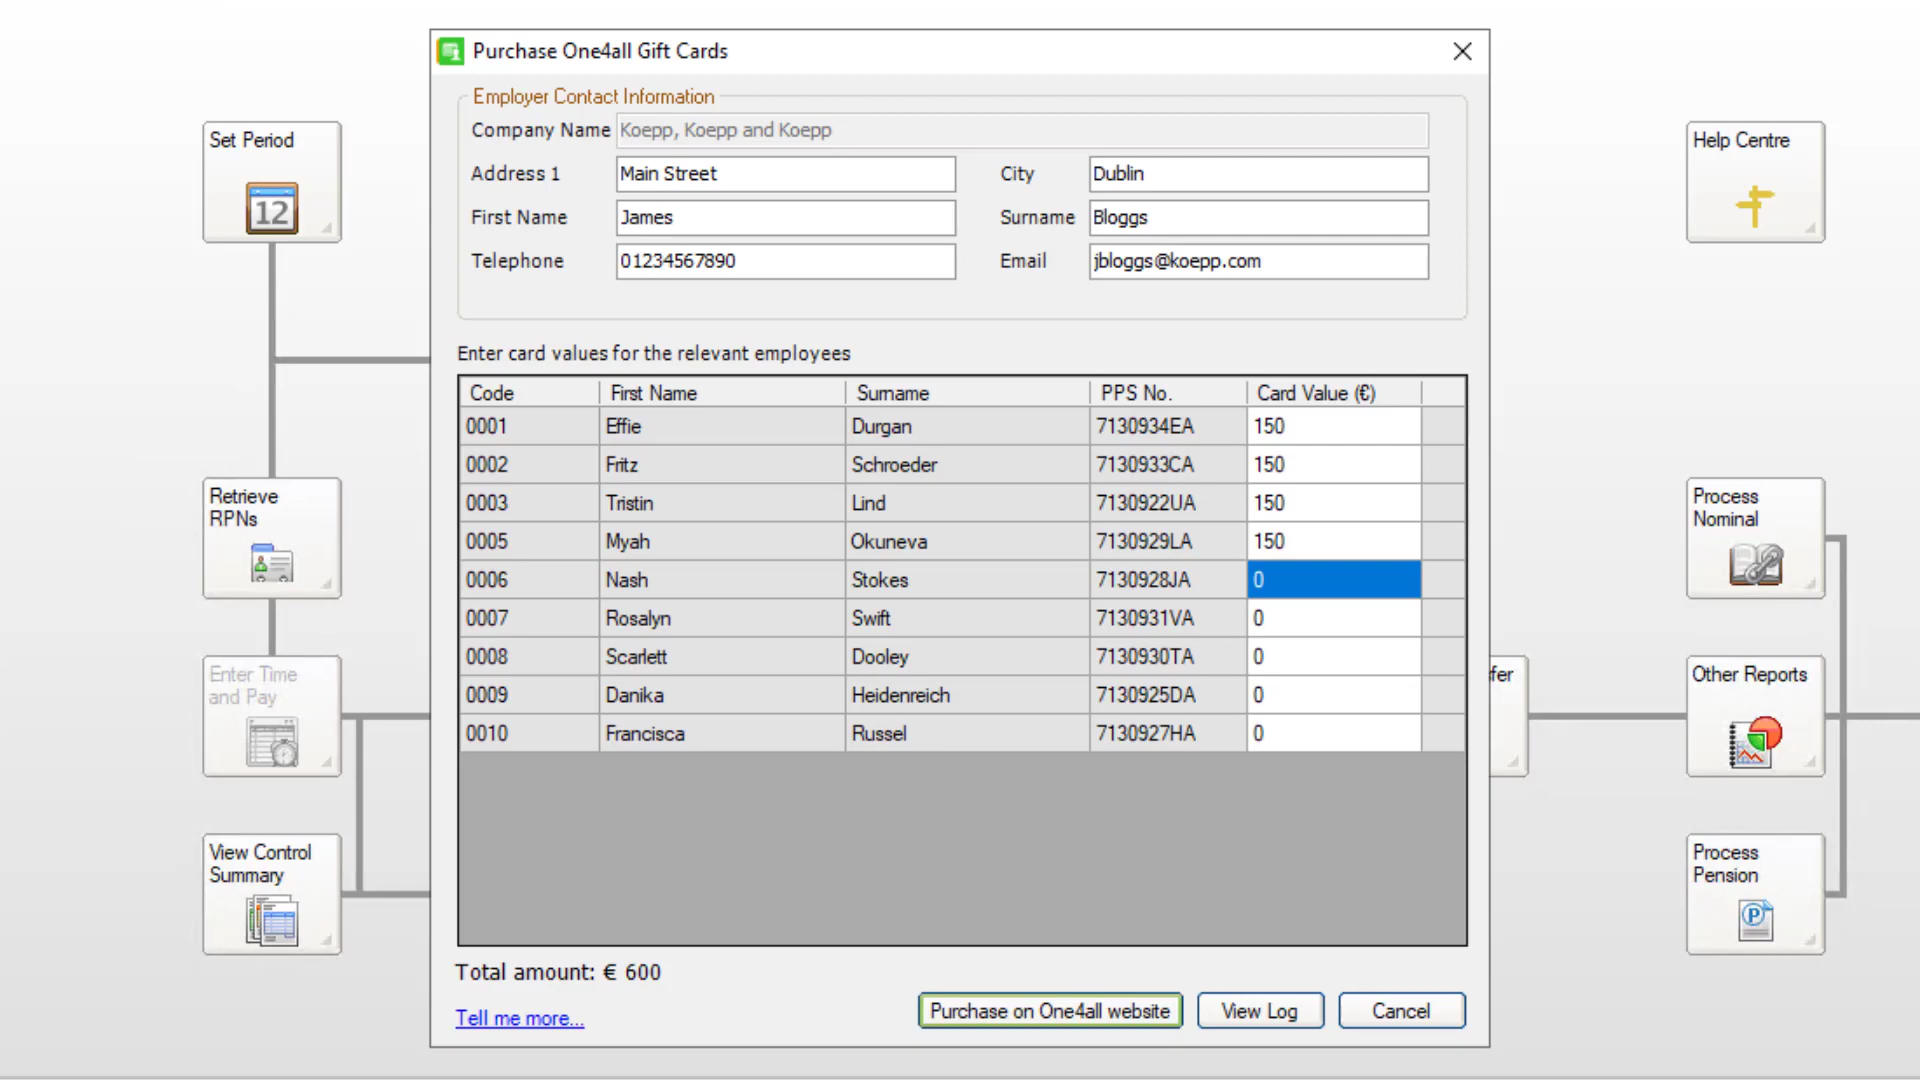 Purchase One4all Gift Cards
Employer Contact Information
Company Name Koepp, Koepp and Koepp
Address 1 Main Street City Dublin
First Name James Surname Bloggs
Telephone 01234567890 Email jbloggs@koepp.com
Enter card values for the relevant employees
Code First Name Surname PPS No. Card Value (€)
0001 Effie Durgan 7130934EA 150
0002 Fritz Schroeder 7130933CA 150
0003 Tristin Lind 7130922UA 150
0005 Myah Okuneva 7130929LA 150
0006 Nash Stokes 7130928JA 0
0007 Rosalyn Swift 7130931VA 0
0008 Scarlett Dooley 7130930TA 0
0009 Danika Heidenreich 7130925DA 0
0010 Francisca Russel 7130927HA 0
Total amount: € 600
Tell me more...
Purchase on One4all website View Log Cancel
Set Period
12
Retrieve
RPNs
Enter Time
and Pay
View Control
Summary
Help Centre
Process
Nominal
fer
Other Reports
Process
Pension
P